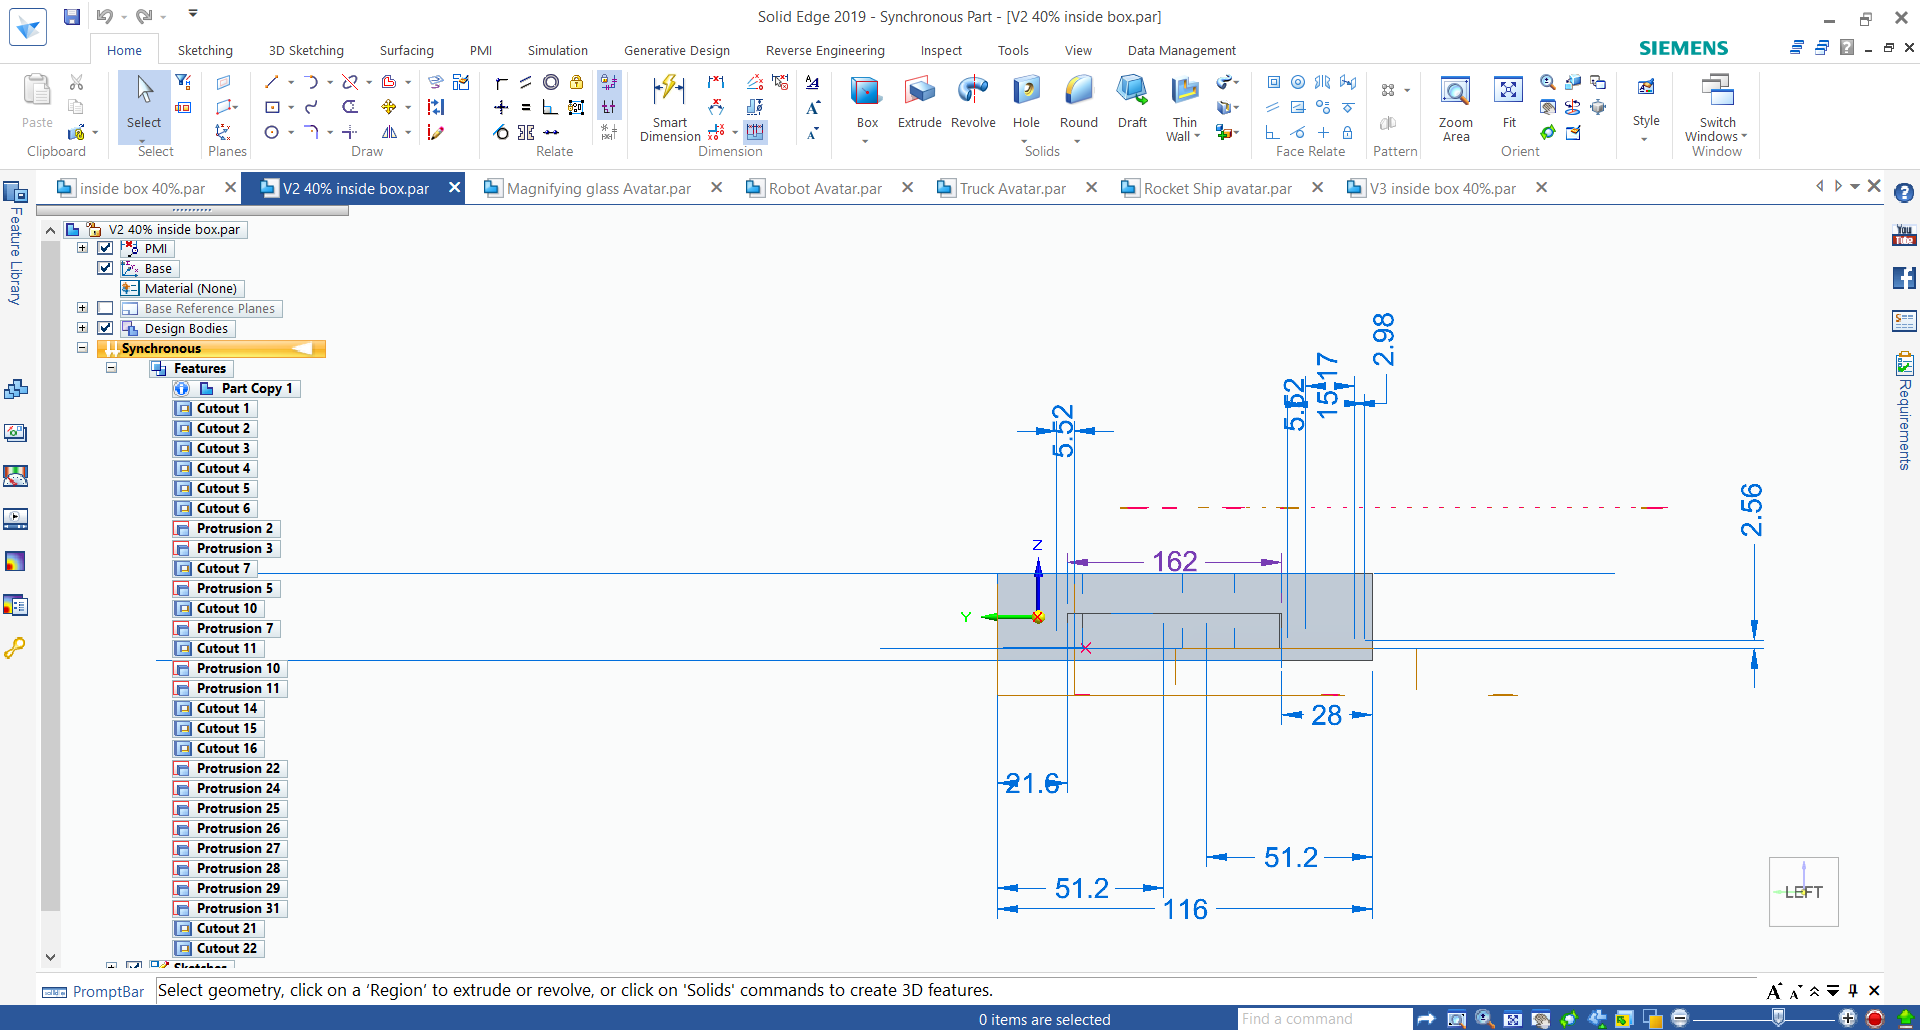 Solid Edge 2019 - Synchronous Part - [V2 40% inside box.par]
Home Sketching 3D Sketching Surfacing PMI Simulation Generative Design Reverse Engineering Inspect Tools View Data Management
SIEMENS
Paste
Clipboard
Select
Select
Planes
Draw
Relate
Smart Dimension
Dimension
Box Extrude Revolve Hole Round Draft Thin Wall
Solids
Face Relate
Pattern
Zoom Area Fit
Orient
Style
Switch Windows
Window
inside box 40%.par V2 40% inside box.par Magnifying glass Avatar.par Robot Avatar.par Truck Avatar.par Rocket Ship avatar.par V3 inside box 40%.par
Feature Library
You Tube
Requirements
V2 40% inside box.par
PMI
Base
Material (None)
Base Reference Planes
Design Bodies
Synchronous
Features
Part Copy 1
Cutout 1
Cutout 2
Cutout 3
Cutout 4
Cutout 5
Cutout 6
Protrusion 2
Protrusion 3
Cutout 7
Protrusion 5
Cutout 10
Protrusion 7
Cutout 11
Protrusion 10
Protrusion 11
Cutout 14
Cutout 15
Cutout 16
Protrusion 22
Protrusion 24
Protrusion 25
Protrusion 26
Protrusion 27
Protrusion 28
Protrusion 29
Protrusion 31
Cutout 21
Cutout 22
Sketches
2.98
15.17
5.52
5.52
2.56
Z
162
Y
28
21.6
51.2
51.2
116
LEFT
PromptBar
Select geometry, click on a ‘Region’ to extrude or revolve, or click on 'Solids' commands to create 3D features.
0 items are selected
Find a command